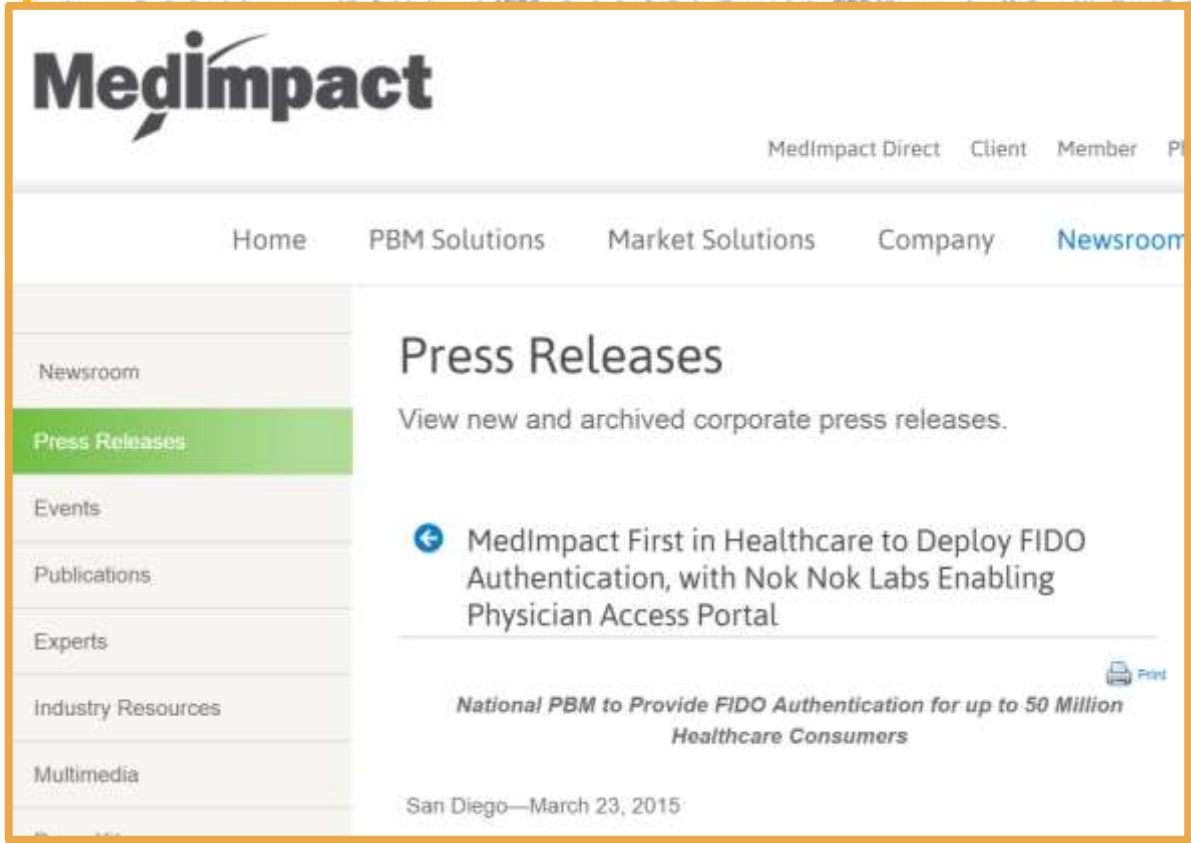 MedImpact
MedImpact Direct Client Member
Home PBM Solutions Market Solutions Company Newsroom
Newsroom
Press Releases
Events
Publications
Experts
Industry Resources
Multimedia
Press Releases
View new and archived corporate press releases.
MedImpact First in Healthcare to Deploy FIDO
Authentication, with Nok Nok Labs Enabling
Physician Access Portal
Print
National PBM to Provide FIDO Authentication for up to 50 Million
Healthcare Consumers
San Diego—March 23, 2015